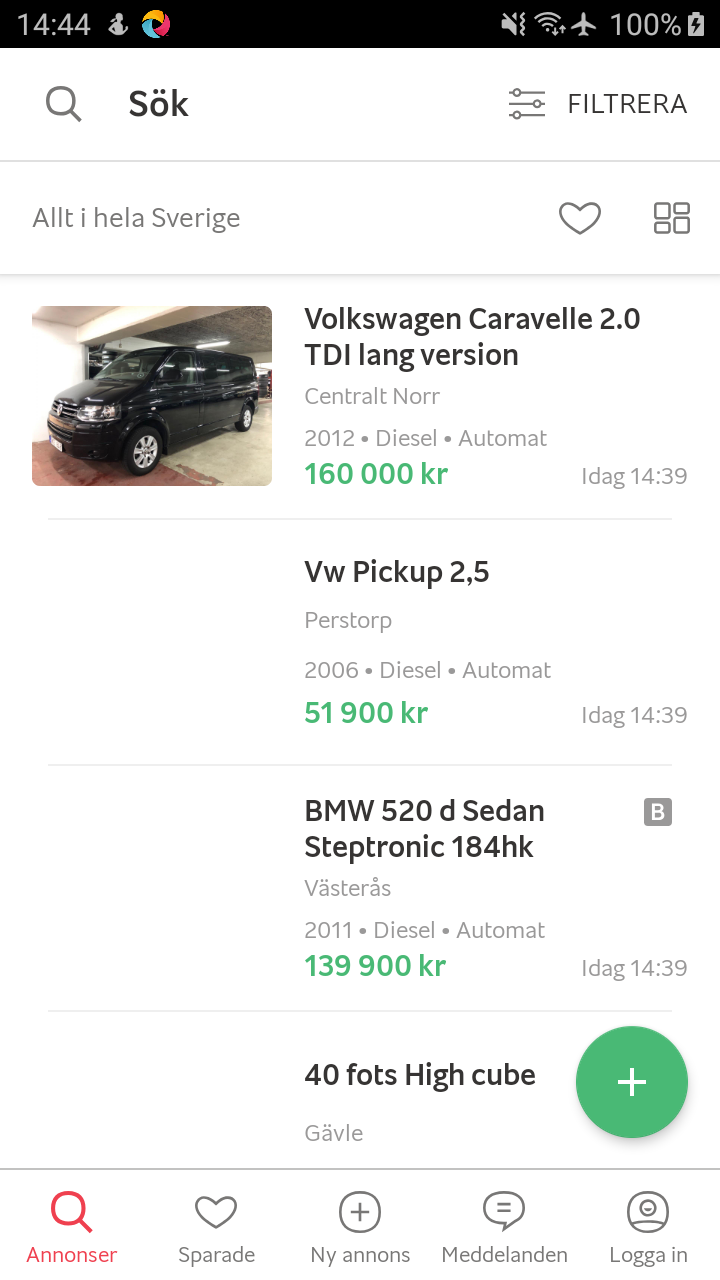 14:44
100%
Sök
FILTRERA
Allt i hela Sverige
Volkswagen Caravelle 2.0
TDI lang version
Centralt Norr
2012 • Diesel • Automat
160 000 kr
Idag 14:39
Vw Pickup 2,5
Perstorp
2006 • Diesel • Automat
51 900 kr
Idag 14:39
BMW 520 d Sedan
Steptronic 184hk
B
Västerås
2011 • Diesel • Automat
139 900 kr
Idag 14:39
40 fots High cube
Gävle
Annonser
Sparade
Ny annons
Meddelanden
Logga in